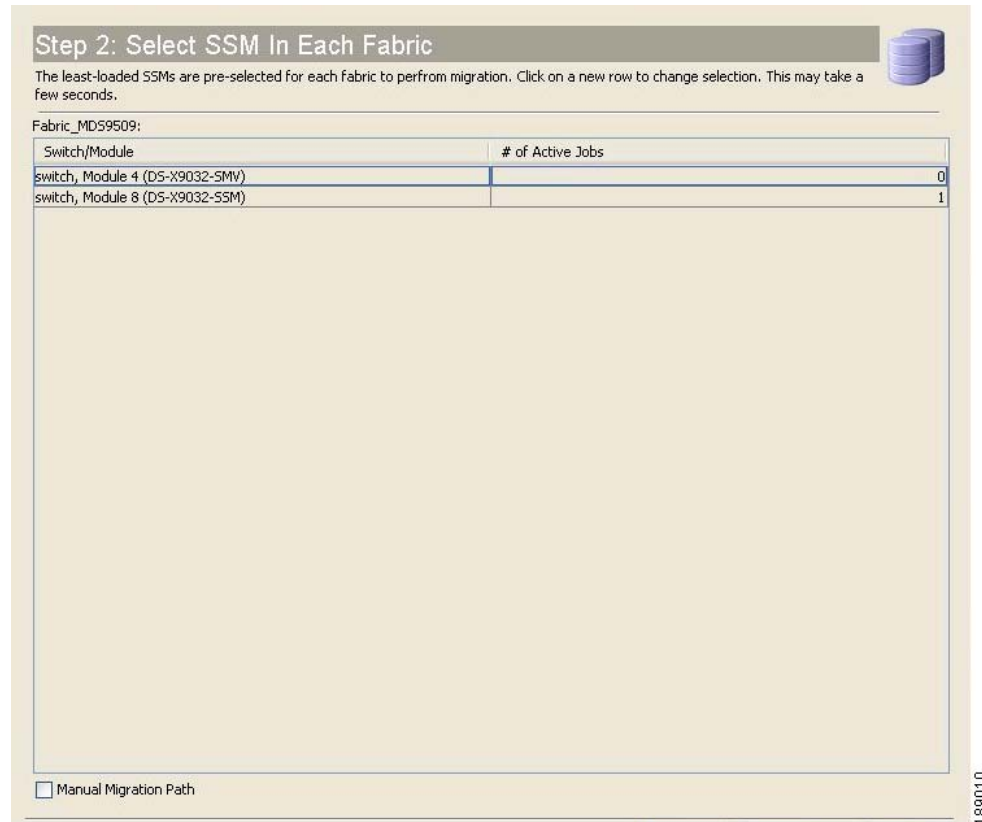 Step 2: Select SSM In Each Fabric
The least-loaded SSMs are pre-selected for each fabric to perfrom migration. Click on a new row to change selection. This may take a
few seconds.
Fabric_MDS9509:
Switch/Module # of Active Jobs
switch, Module 4 (DS-X9032-SMV) 0
switch, Module 8 (DS-X9032-SSM) 1
Manual Migration Path
189010